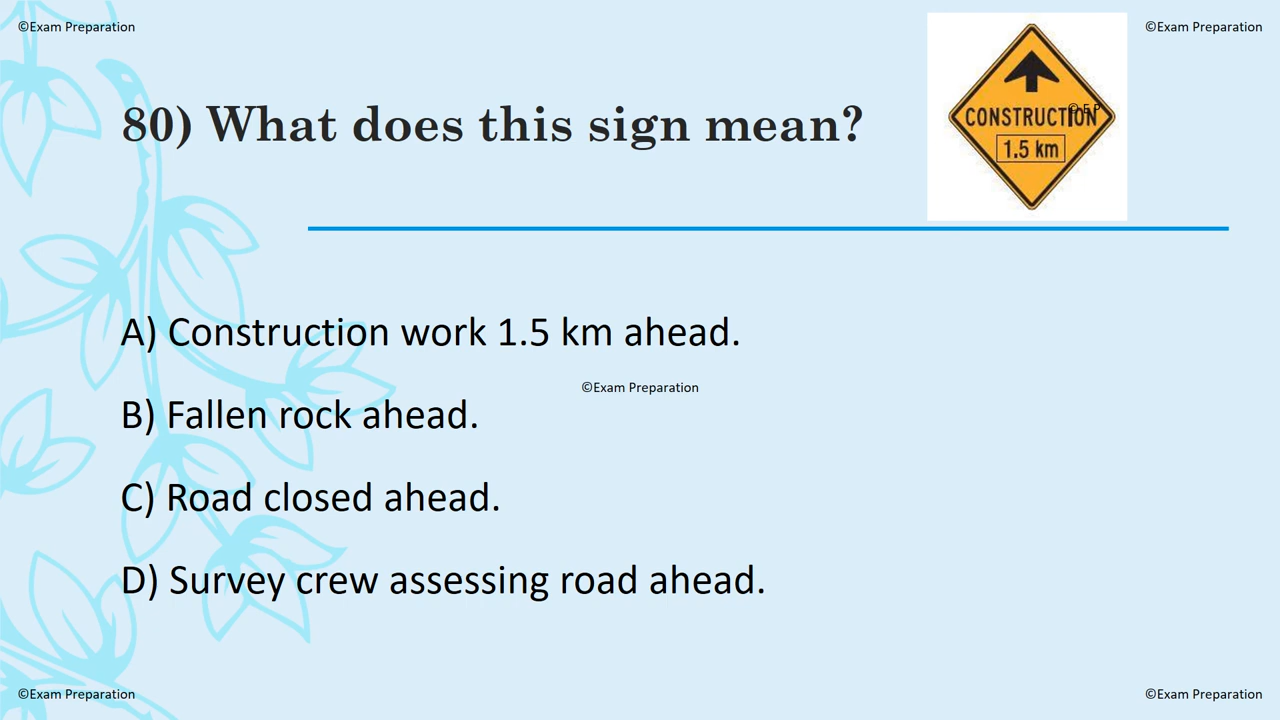 ©Exam Preparation
©Exam Preparation
80) What does this sign mean?
© E P
CONSTRUCTION
1.5 km
A) Construction work 1.5 km ahead.
©Exam Preparation
B) Fallen rock ahead.
C) Road closed ahead.
D) Survey crew assessing road ahead.
©Exam Preparation
©Exam Preparation